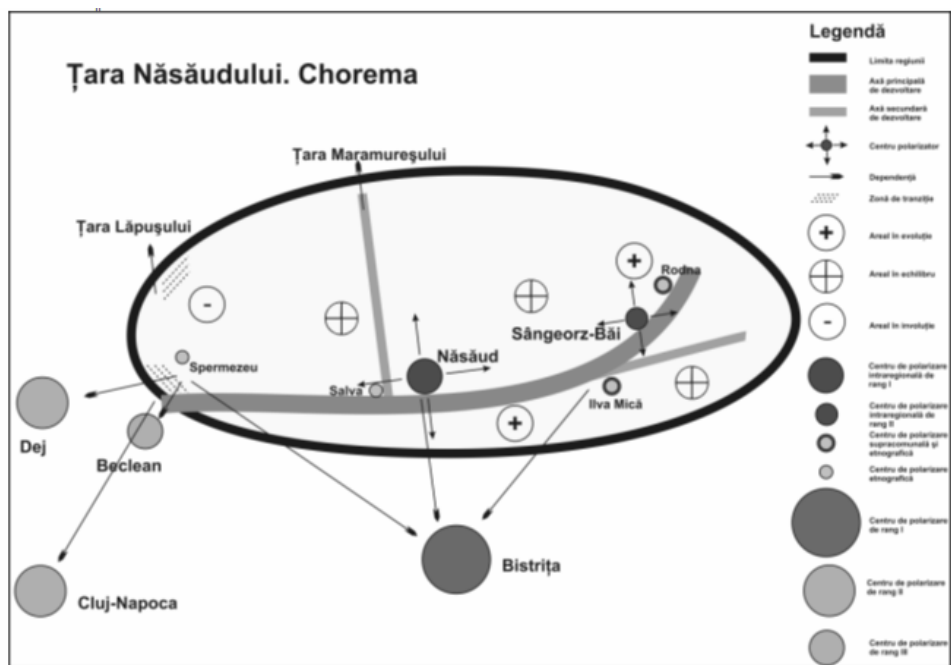 Țara Năsăudului. Chorema
Țara Maramureşului
Țara Lăpuşului
+
Rodna
-
Sângeorz-Băi
Năsăud
Spermezeu
Salva
Ilva Mică
+
Dej
Beclean
Bistrița
Cluj-Napoca
Legendă
Limita regiunii
Axă principală
de dezvoltare
Axă secundară
de dezvoltare
Centru polarizator
Dependență
Zonă de tranziție
+
Areal în evoluție
Areal în echilibru
-
Areal în involuție
Centru de polarizare
intraregională de
rang I
Centru de polarizare
intraregională de
rang II
Centru de polarizare
supracomunală și
etnografică
Centru de polarizare
etnografică
Centru de polarizare
de rang I
Centru de polarizare
de rang II
Centru de polarizare
de rang III